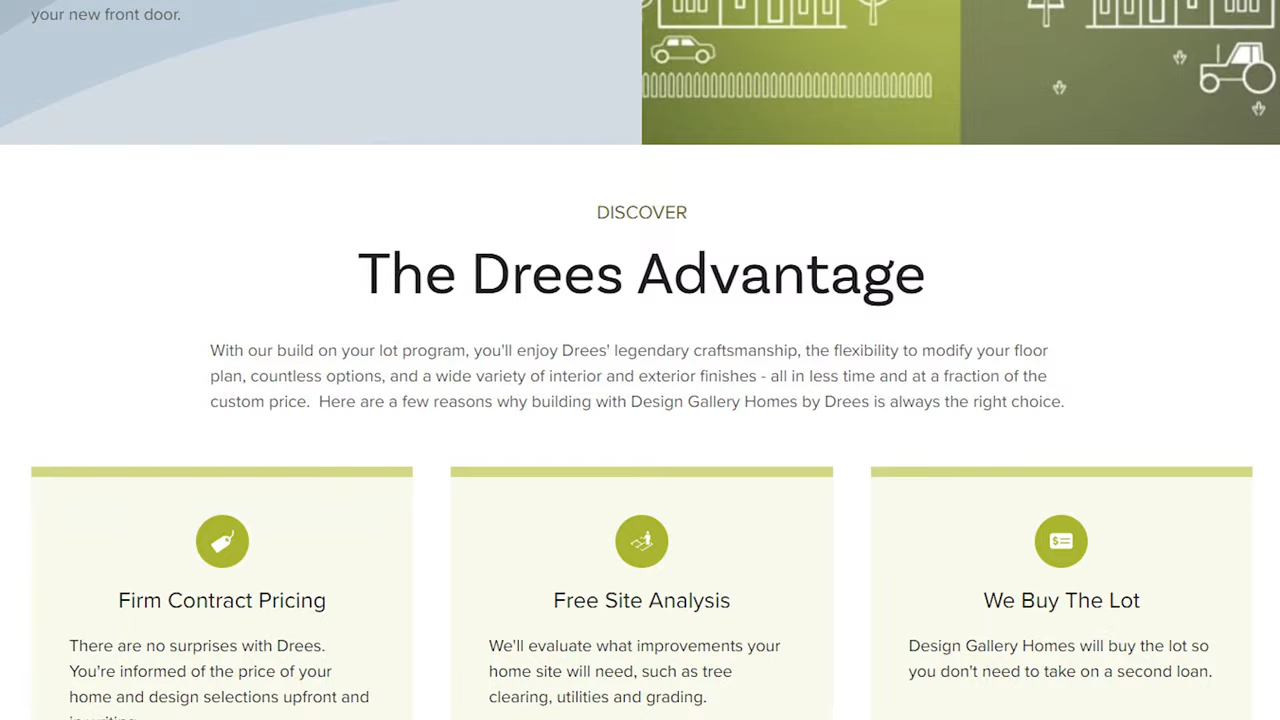 your new front door.
DISCOVER
The Drees Advantage
With our build on your lot program, you'll enjoy Drees' legendary craftsmanship, the flexibility to modify your floor
plan, countless options, and a wide variety of interior and exterior finishes - all in less time and at a fraction of the
custom price.  Here are a few reasons why building with Design Gallery Homes by Drees is always the right choice.
Firm Contract Pricing
There are no surprises with Drees.
You're informed of the price of your
home and design selections upfront and
Free Site Analysis
We'll evaluate what improvements your
home site will need, such as tree
clearing, utilities and grading.
We Buy The Lot
Design Gallery Homes will buy the lot so
you don't need to take on a second loan.